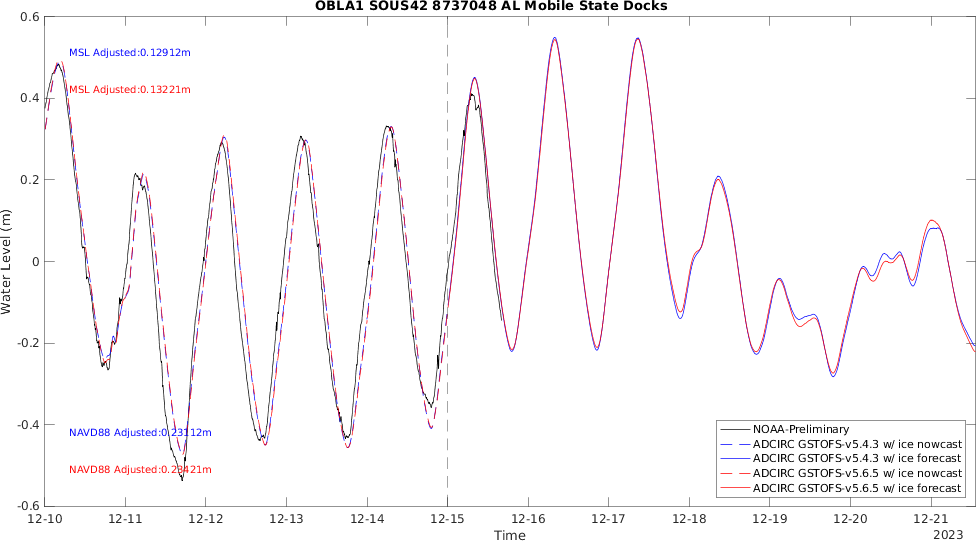 OBLA1 SOUS42 8737048 AL Mobile State Docks
0.6
0.4
0.2
0
-0.2
-0.4
-0.6
Water Level (m)
MSL Adjusted:0.12912m
MSL Adjusted:0.13221m
NAVD88 Adjusted:0.23112m
NAVD88 Adjusted:0.23421m
NOAA-Preliminary
ADCIRC GSTOFS-v5.4.3 w/ ice nowcast
ADCIRC GSTOFS-v5.4.3 w/ ice forecast
ADCIRC GSTOFS-v5.6.5 w/ ice nowcast
ADCIRC GSTOFS-v5.6.5 w/ ice forecast
12-10 12-11 12-12 12-13 12-14 12-15 12-16 12-17 12-18 12-19 12-20 12-21
Time
2023